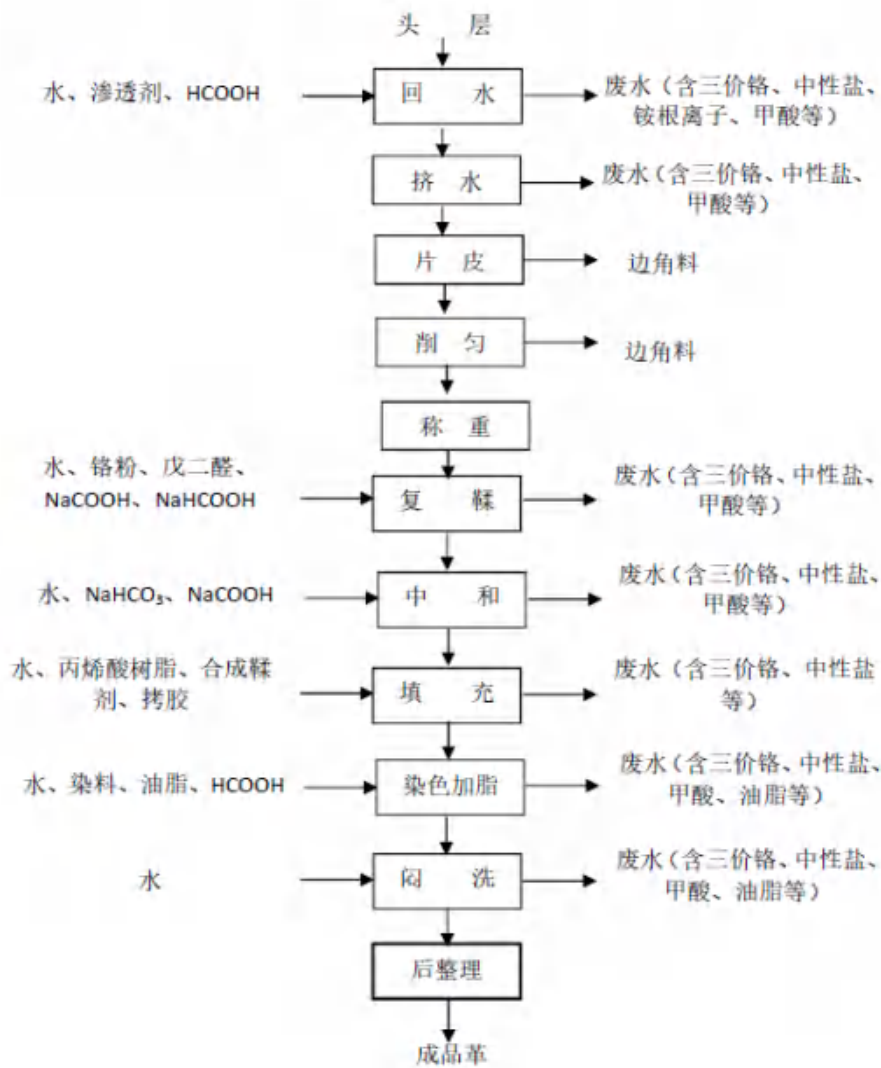 头 层
水、渗透剂、HCOOH
回 水
废水(含三价铬、中性盐、
铵根离子、甲酸等)
挤 水
废水(含三价铬、中性盐、
甲酸等)
片 皮
边角料
削 匀
边角料
称 重
水、铬粉、戊二醛、
NaCOOH、NaHCOOH
复 鞣
废水(含三价铬、中性盐、
甲酸等)
水、NaHCO₃、NaCOOH
中 和
废水(含三价铬、中性盐、
甲酸等)
水、丙烯酸树脂、合成鞣
剂、拷胶
填 充
废水(含三价铬、中性盐
等)
水、染料、油脂、HCOOH
染色加脂
废水(含三价铬、中性盐、
甲酸、油脂等)
水
闷 洗
废水(含三价铬、中性盐、
甲酸、油脂等)
后整理
成品革